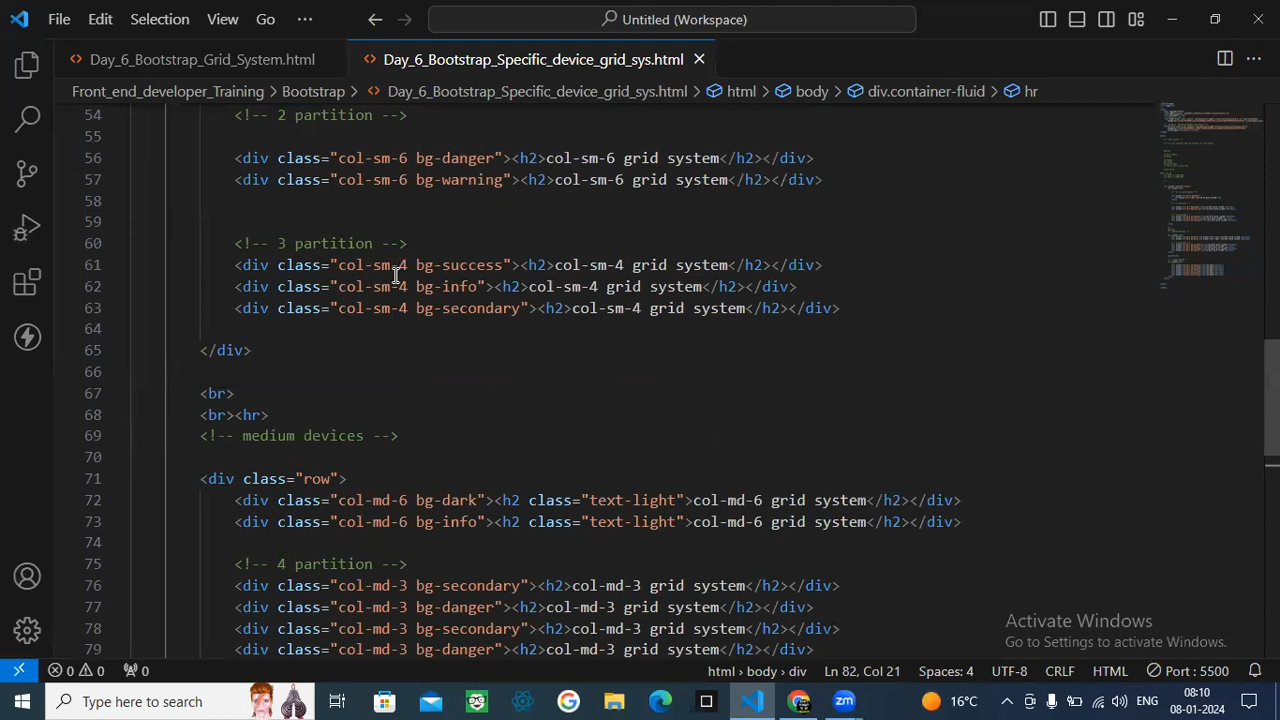 File Edit Selection View Go ··· Untitled (Workspace)
Day_6_Bootstrap_Grid_System.html Day_6_Bootstrap_Specific_device_grid_sys.html
Front_end_developer_Training > Bootstrap > Day_6_Bootstrap_Specific_device_grid_sys.html > html > body > div.container-fluid > hr
54 <!-- 2 partition -->
55
56 <div class="col-sm-6 bg-danger"><h2>col-sm-6 grid system</h2></div>
57 <div class="col-sm-6 bg-warning"><h2>col-sm-6 grid system</h2></div>
58
59
60 <!-- 3 partition -->
61 <div class="col-sm-4 bg-success"><h2>col-sm-4 grid system</h2></div>
62 <div class="col-sm-4 bg-info"><h2>col-sm-4 grid system</h2></div>
63 <div class="col-sm-4 bg-secondary"><h2>col-sm-4 grid system</h2></div>
64
65 </div>
66
67 <br>
68 <br><hr>
69 <!-- medium devices -->
70
71 <div class="row">
72 <div class="col-md-6 bg-dark"><h2 class="text-light">col-md-6 grid system</h2></div>
73 <div class="col-md-6 bg-info"><h2 class="text-light">col-md-6 grid system</h2></div>
74
75 <!-- 4 partition -->
76 <div class="col-md-3 bg-secondary"><h2>col-md-3 grid system</h2></div>
77 <div class="col-md-3 bg-danger"><h2>col-md-3 grid system</h2></div>
78 <div class="col-md-3 bg-secondary"><h2>col-md-3 grid system</h2></div>
79 <div class="col-md-3 bg-danger"><h2>col-md-3 grid system</h2></div>
Activate Windows
Go to Settings to activate Windows.
0 0 0 html > body > div Ln 82, Col 21 Spaces: 4 UTF-8 CRLF HTML Port : 5500
Type here to search 16°C ENG 08:10
08-01-2024